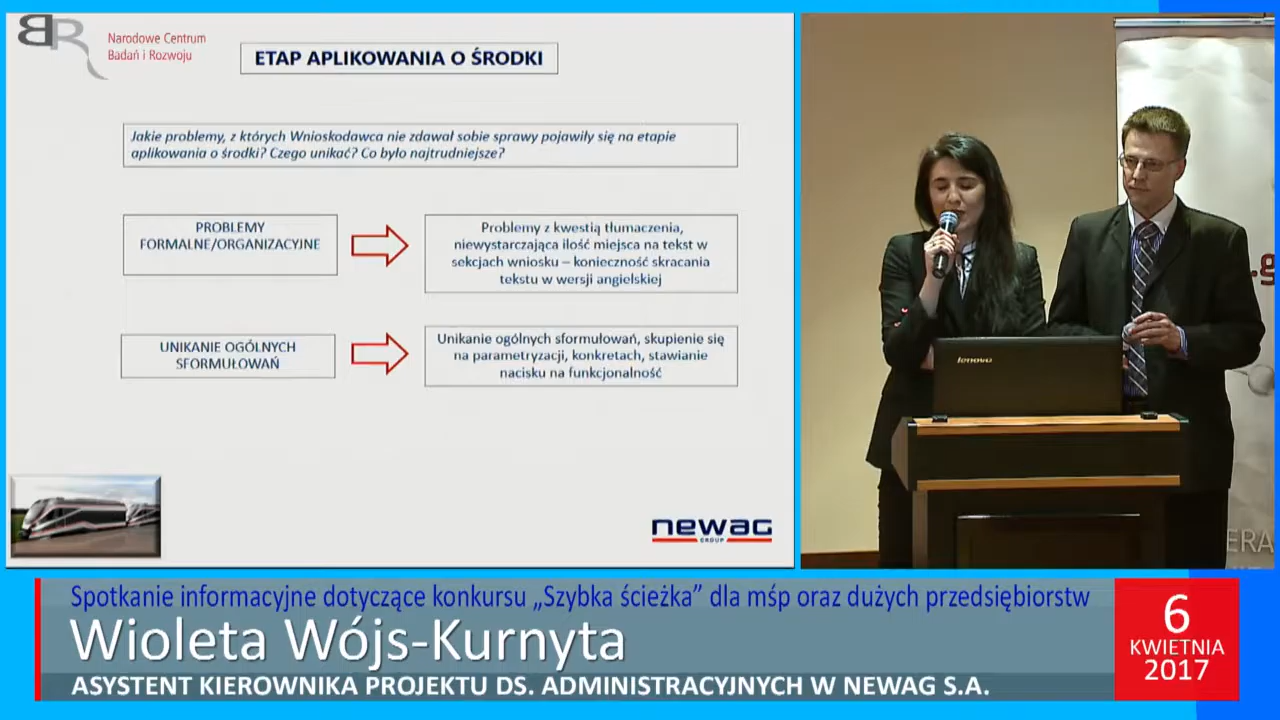 BR
Narodowe Centrum
Badań i Rozwoju
ETAP APLIKOWANIA O ŚRODKI
Jakie problemy, z których Wnioskodawca nie zdawał sobie sprawy pojawiły się na etapie
aplikowania o środki? Czego unikać? Co było najtrudniejsze?
PROBLEMY
FORMALNE/ORGANIZACYJNE
Problemy z kwestią tłumaczenia,
niewystarczająca ilość miejsca na tekst w
sekcjach wniosku – konieczność skracania
tekstu w wersji angielskiej
UNIKANIE OGÓLNYCH
SFORMUŁOWAŃ
Unikanie ogólnych sformułowań, skupienie się
na parametryzacji, konkretach, stawianie
nacisku na funkcjonalność
newag
GROUP
lenovo
.g
ERA
Spotkanie informacyjne dotyczące konkursu „Szybka ścieżka” dla mśp oraz dużych przedsiębiorstw
Wioleta Wójs-Kurnyta
ASYSTENT KIEROWNIKA PROJEKTU DS. ADMINISTRACYJNYCH W NEWAG S.A.
6
KWIETNIA
2017